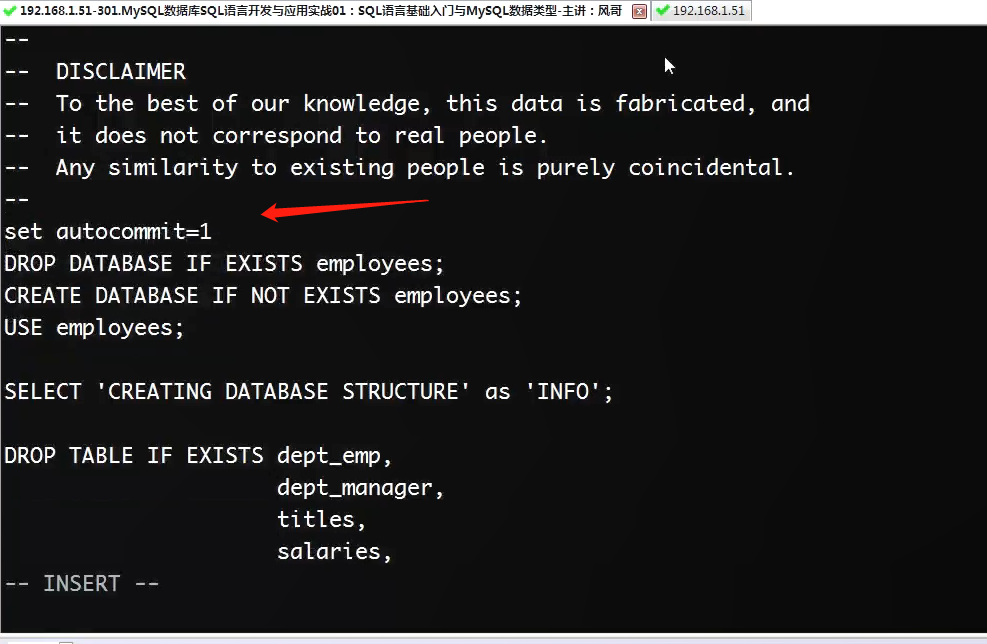 192.168.1.51-301.MySQL数据库SQL语言开发与应用实战01：SQL语言基础入门与MySQL数据类型-主讲：风哥 192.168.1.51
--
-- DISCLAIMER
-- To the best of our knowledge, this data is fabricated, and
-- it does not correspond to real people.
-- Any similarity to existing people is purely coincidental.
--
set autocommit=1
DROP DATABASE IF EXISTS employees;
CREATE DATABASE IF NOT EXISTS employees;
USE employees;
SELECT 'CREATING DATABASE STRUCTURE' as 'INFO';
DROP TABLE IF EXISTS dept_emp,
dept_manager,
titles,
salaries,
-- INSERT --